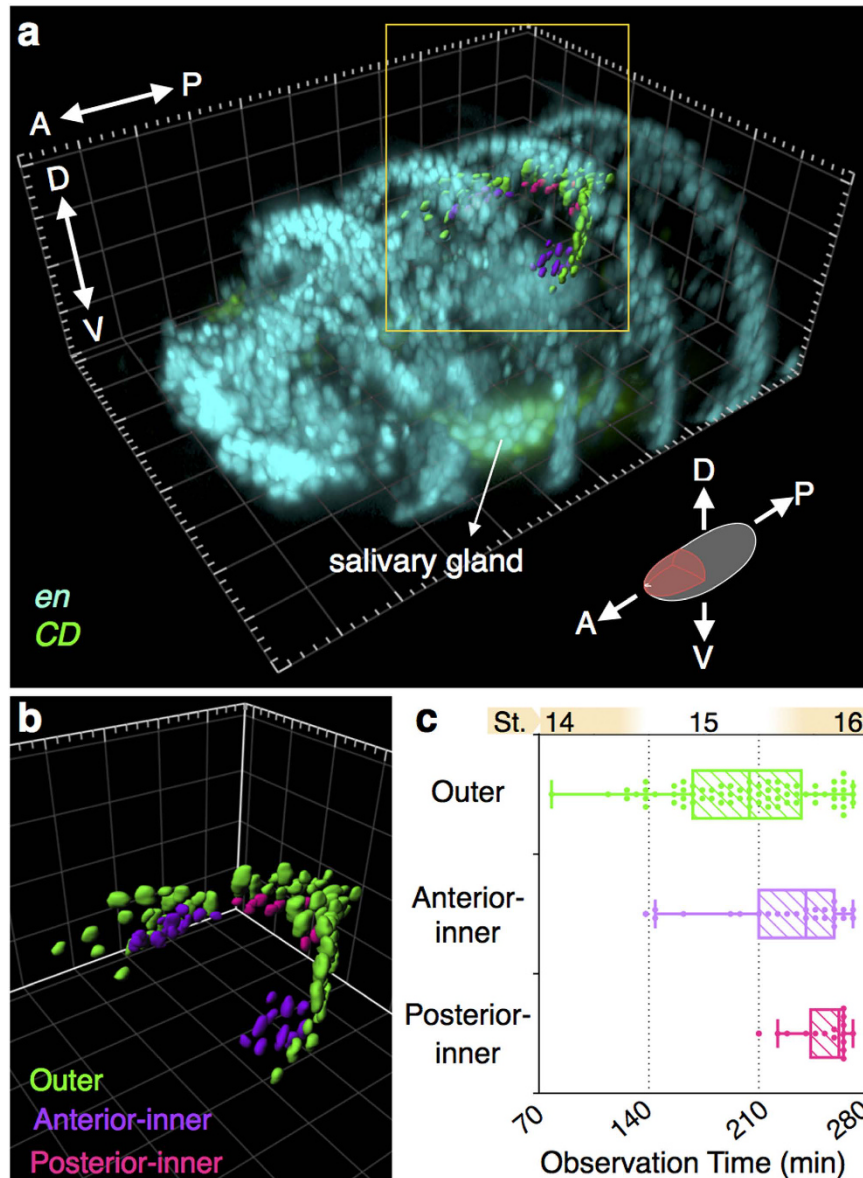 a
A
P
D
V
salivary gland
en
CD
D
P
A
V
b
Outer
Anterior-inner
Posterior-inner
c
St. 14 15 16
Outer
Anterior-
inner
Posterior-
inner
70 140 210 280
Observation Time (min)